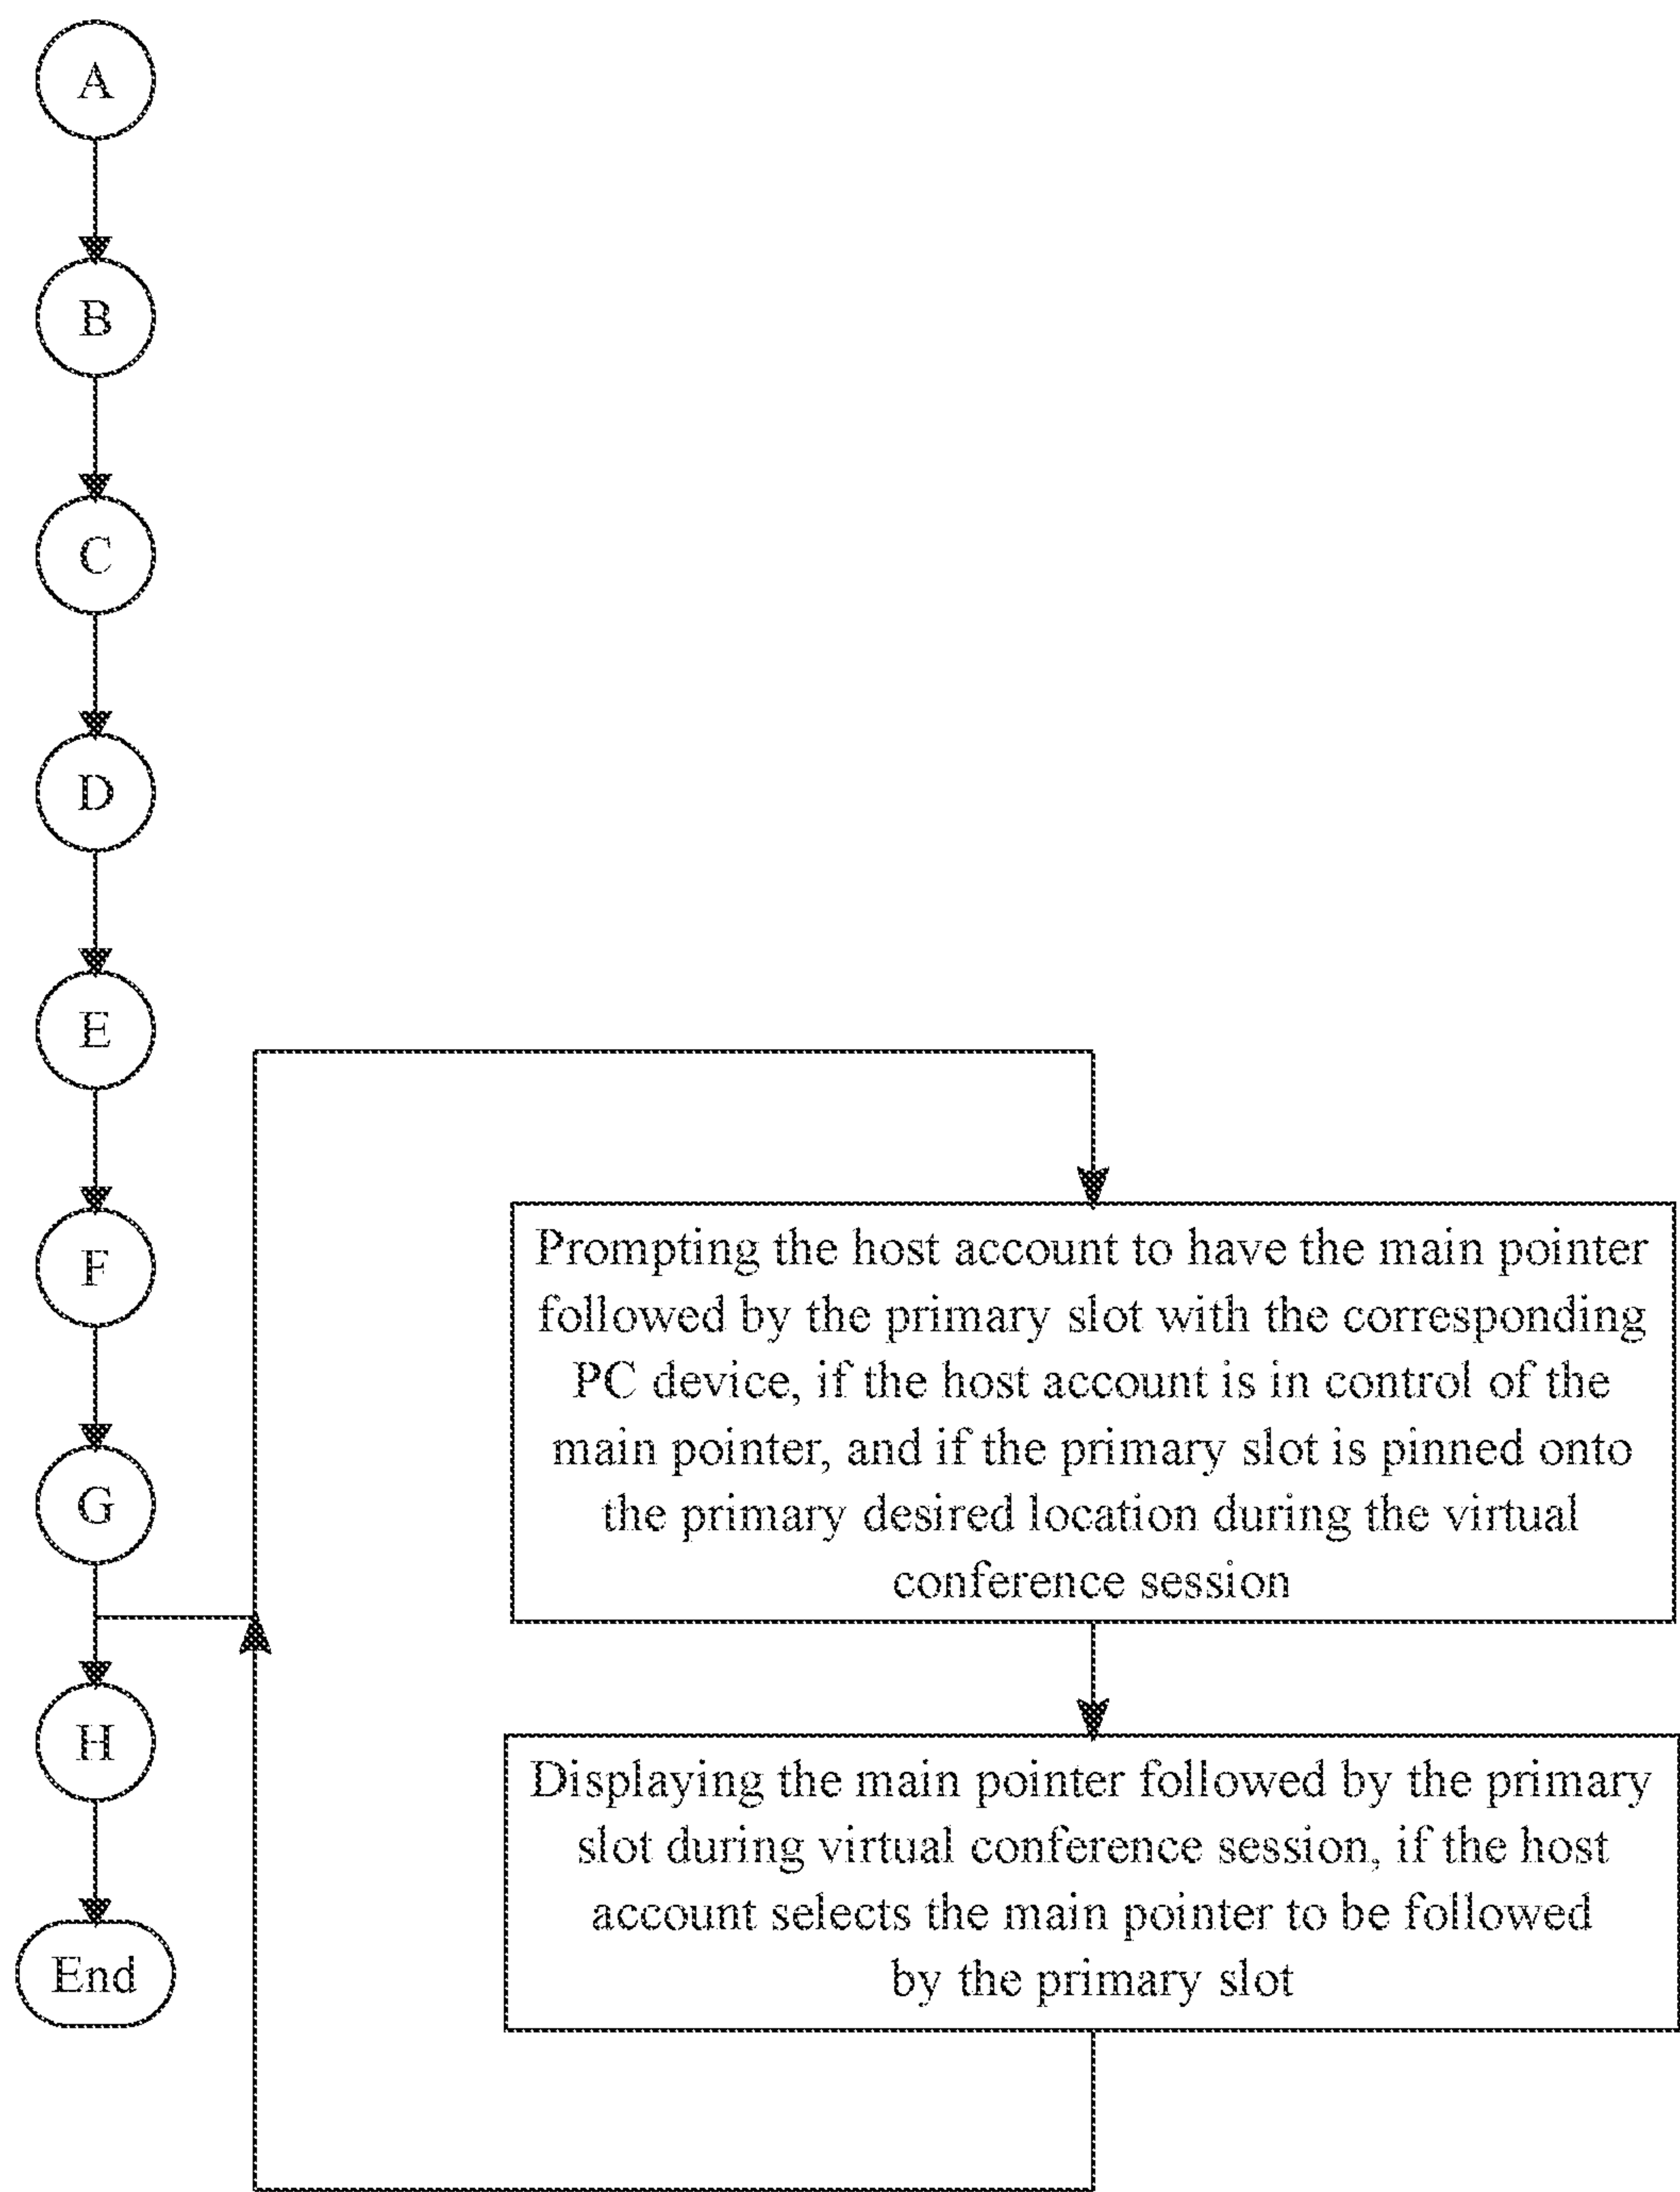 A
B
C
D
E
F
G
H
End
Prompting the host account to have the main pointer
followed by the primary slot with the corresponding
PC device, if the host account is in control of the
main pointer, and if the primary slot is pinned onto
the primary desired location during the virtual
conference session
Displaying the main pointer followed by the primary
slot during virtual conference session, if the host
account selects the main pointer to be followed
by the primary slot